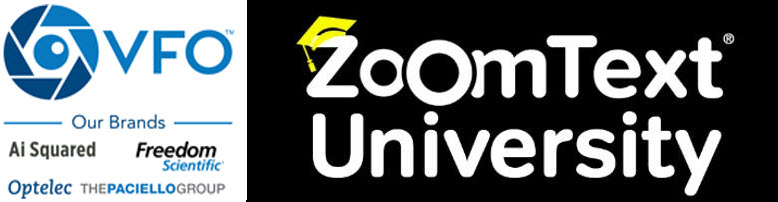 VFO™
Our Brands
Ai Squared
Freedom Scientific®
Optelec
THEPACIELLOGROUP
ZoomText®
University